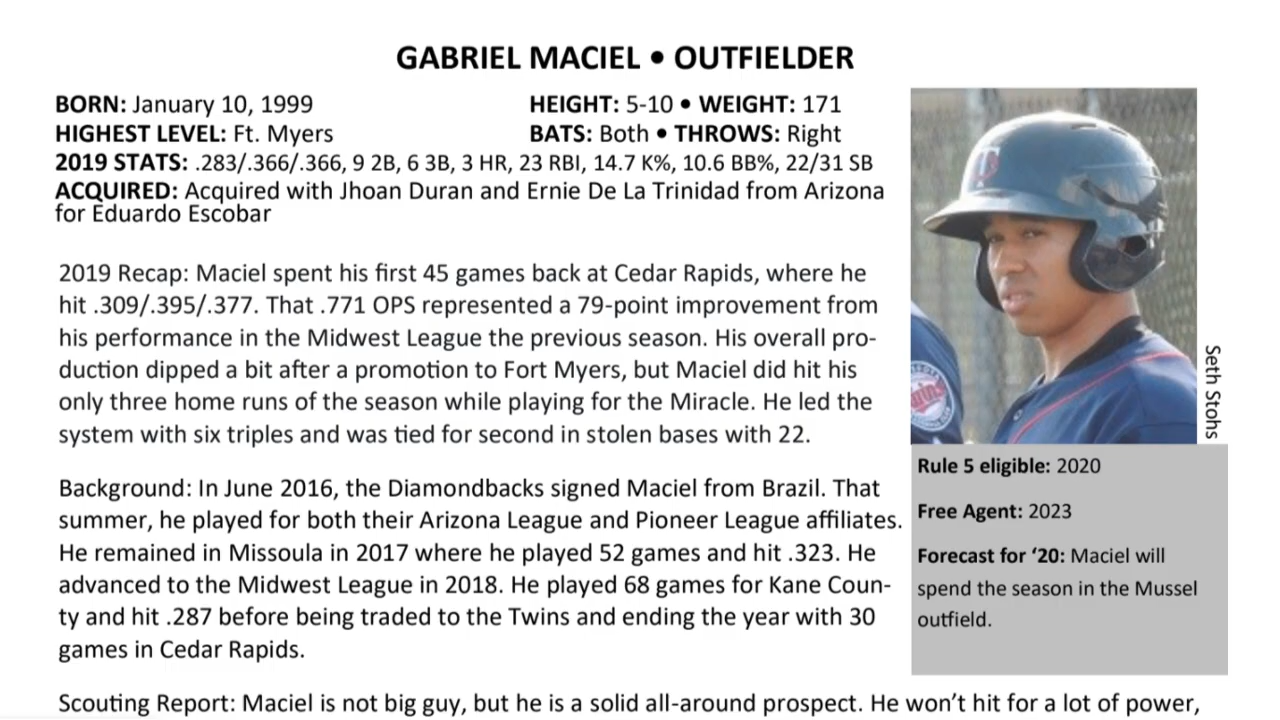 GABRIEL MACIEL • OUTFIELDER
BORN: January 10, 1999
HEIGHT: 5-10 • WEIGHT: 171
HIGHEST LEVEL: Ft. Myers
BATS: Both • THROWS: Right
2019 STATS: .283/.366/.366, 9 2B, 6 3B, 3 HR, 23 RBI, 14.7 K%, 10.6 BB%, 22/31 SB
ACQUIRED: Acquired with Jhoan Duran and Ernie De La Trinidad from Arizona
for Eduardo Escobar
2019 Recap: Maciel spent his first 45 games back at Cedar Rapids, where he
hit .309/.395/.377. That .771 OPS represented a 79-point improvement from
his performance in the Midwest League the previous season. His overall pro-
duction dipped a bit after a promotion to Fort Myers, but Maciel did hit his
only three home runs of the season while playing for the Miracle. He led the
system with six triples and was tied for second in stolen bases with 22.
Background: In June 2016, the Diamondbacks signed Maciel from Brazil. That
summer, he played for both their Arizona League and Pioneer League affiliates.
He remained in Missoula in 2017 where he played 52 games and hit .323. He
advanced to the Midwest League in 2018. He played 68 games for Kane Coun-
ty and hit .287 before being traded to the Twins and ending the year with 30
games in Cedar Rapids.
Scouting Report: Maciel is not big guy, but he is a solid all-around prospect. He won’t hit for a lot of power,
Seth Stohs
Rule 5 eligible: 2020
Free Agent: 2023
Forecast for ‘20: Maciel will
spend the season in the Mussel
outfield.